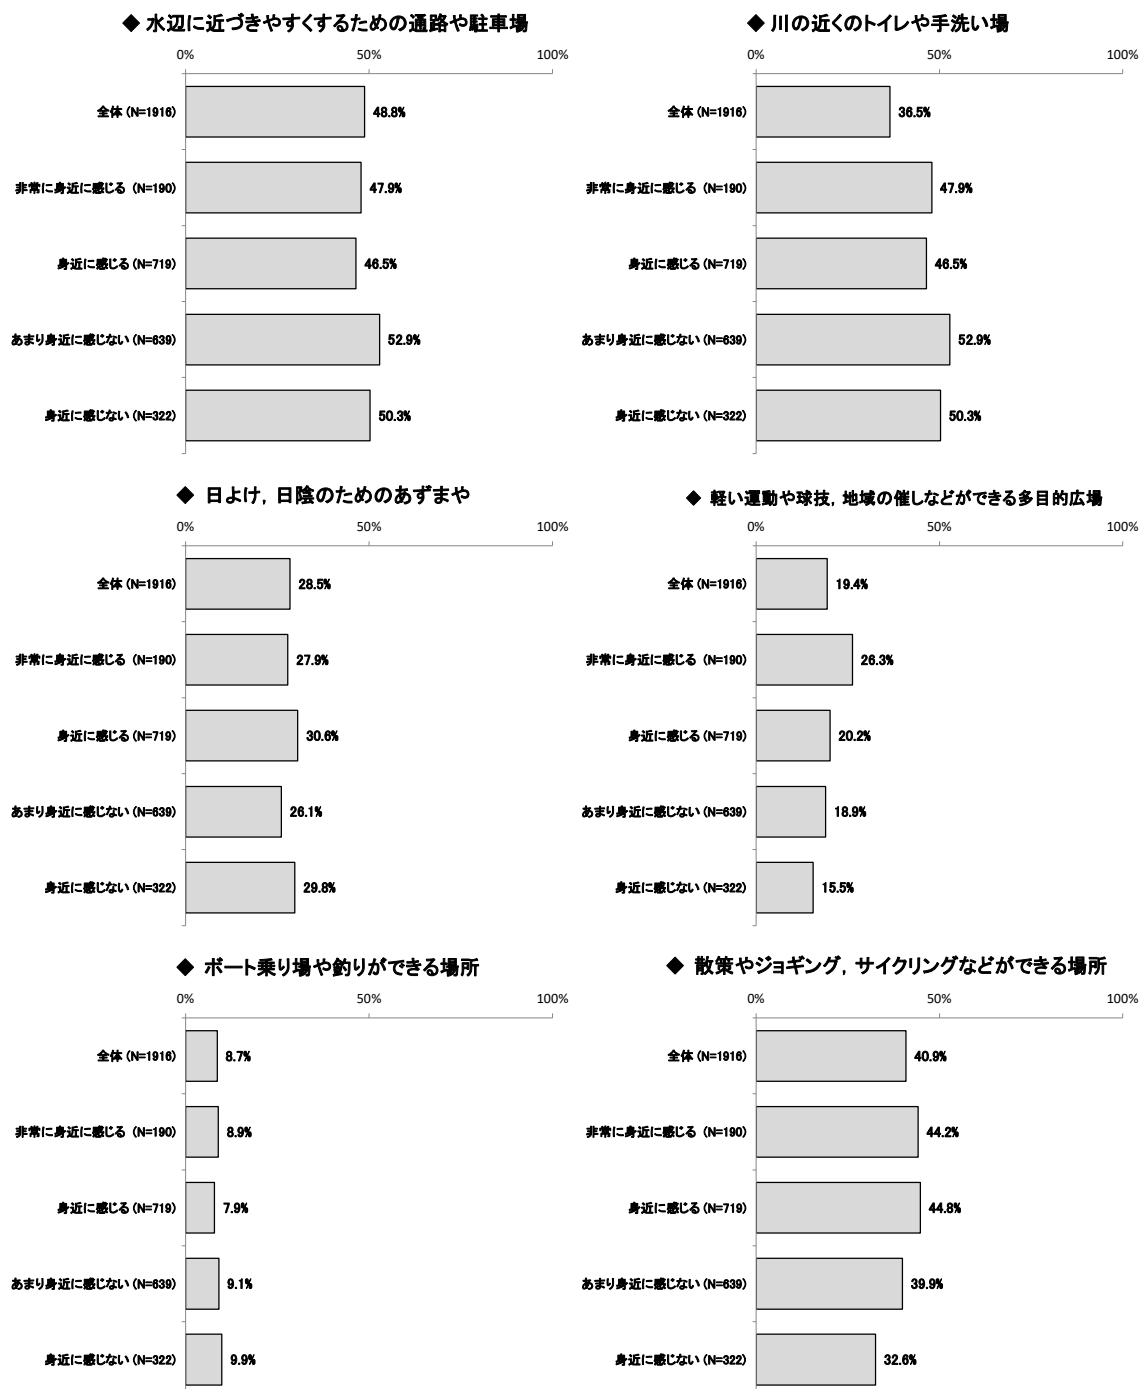 ◆ 水辺に近づきやすくするための通路や駐車場
0% 50% 100%
全体 (N=1916) 48.8%
非常に身近に感じる (N=190) 47.9%
身近に感じる (N=719) 46.5%
あまり身近に感じない (N=639) 52.9%
身近に感じない (N=322) 50.3%
◆ 川の近くのトイレや手洗い場
0% 50% 100%
全体 (N=1916) 36.5%
非常に身近に感じる (N=190) 47.9%
身近に感じる (N=719) 46.5%
あまり身近に感じない (N=639) 52.9%
身近に感じない (N=322) 50.3%
◆ 日よけ，日陰のためのあずまや
0% 50% 100%
全体 (N=1916) 28.5%
非常に身近に感じる (N=190) 27.9%
身近に感じる (N=719) 30.6%
あまり身近に感じない (N=639) 26.1%
身近に感じない (N=322) 29.8%
◆ 軽い運動や球技，地域の催しなどができる多目的広場
0% 50% 100%
全体 (N=1916) 19.4%
非常に身近に感じる (N=190) 26.3%
身近に感じる (N=719) 20.2%
あまり身近に感じない (N=639) 18.9%
身近に感じない (N=322) 15.5%
◆ ボート乗り場や釣りができる場所
0% 50% 100%
全体 (N=1916) 8.7%
非常に身近に感じる (N=190) 8.9%
身近に感じる (N=719) 7.9%
あまり身近に感じない (N=639) 9.1%
身近に感じない (N=322) 9.9%
◆ 散策やジョギング，サイクリングなどができる場所
0% 50% 100%
全体 (N=1916) 40.9%
非常に身近に感じる (N=190) 44.2%
身近に感じる (N=719) 44.8%
あまり身近に感じない (N=639) 39.9%
身近に感じない (N=322) 32.6%